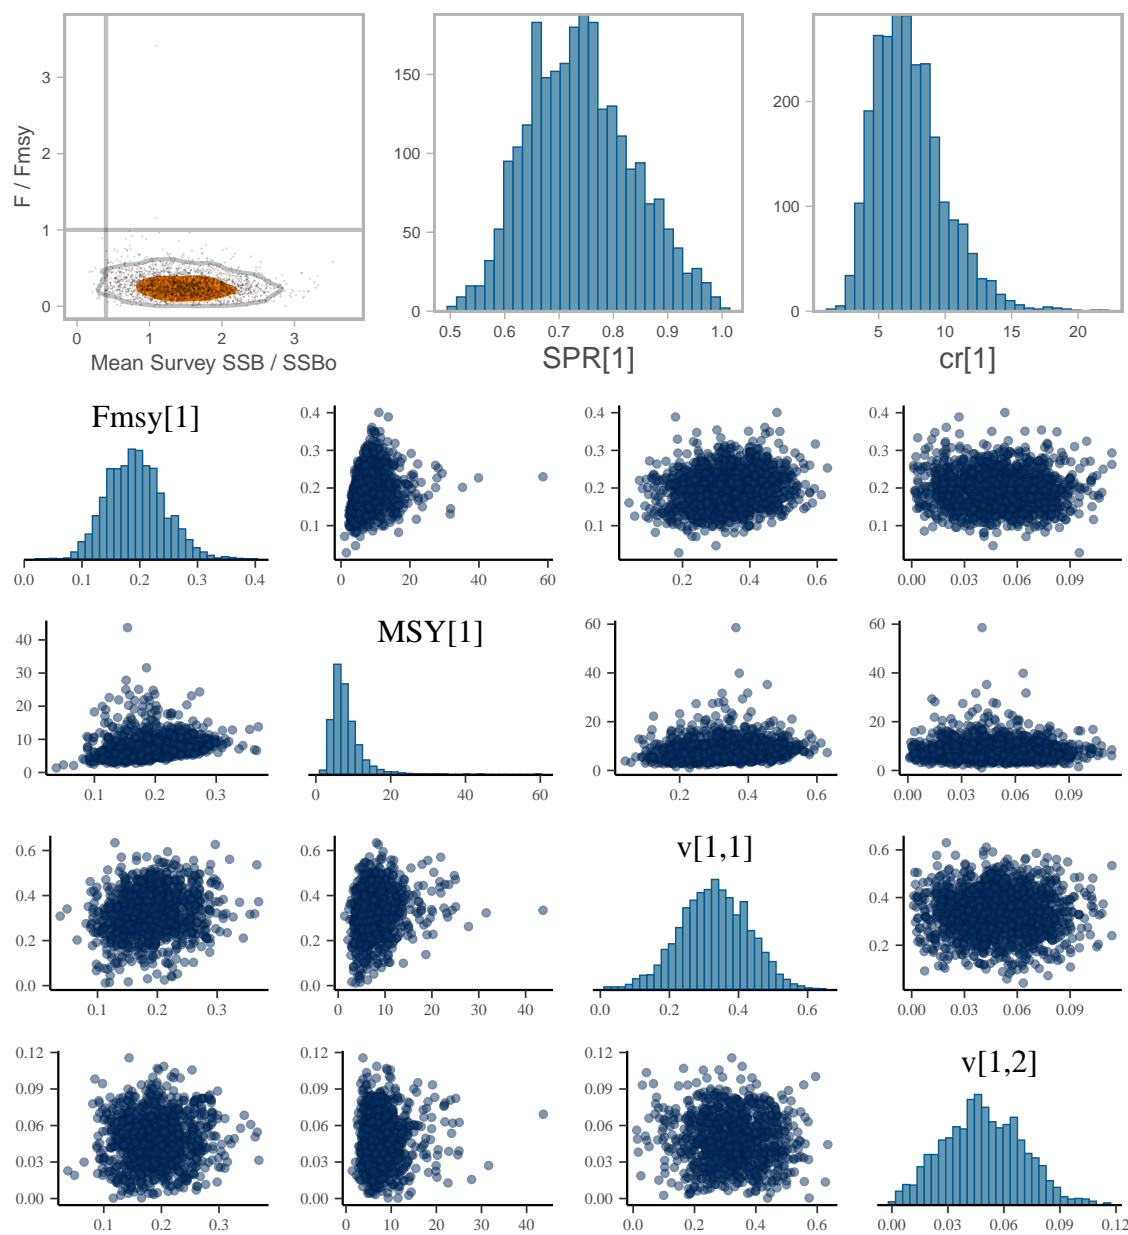 3
2
1
0
F / Fmsy
0 1 2 3
Mean Survey SSB / SSBo
150
100
50
0
0.5 0.6 0.7 0.8 0.9 1.0
SPR[1]
200
100
0
5 10 15 20
cr[1]
Fmsy[1]
0.0 0.1 0.2 0.3 0.4
0.4
0.3
0.2
0.1
0 20 40 60
0.4
0.3
0.2
0.1
0.2 0.4 0.6
0.4
0.3
0.2
0.1
0.00 0.03 0.06 0.09
40
30
20
10
0
0.1 0.2 0.3
MSY[1]
0 20 40 60
60
40
20
0
0.2 0.4 0.6
60
40
20
0
0.00 0.03 0.06 0.09
0.6
0.4
0.2
0.0
0.1 0.2 0.3
0.6
0.4
0.2
0.0
0 10 20 30 40
v[1,1]
0.0 0.2 0.4 0.6
0.6
0.4
0.2
0.00 0.03 0.06 0.09
0.12
0.09
0.06
0.03
0.00
0.1 0.2 0.3
0.12
0.09
0.06
0.03
0.00
0 10 20 30 40
0.12
0.09
0.06
0.03
0.00
0.0 0.2 0.4 0.6
v[1,2]
0.00 0.03 0.06 0.09 0.12